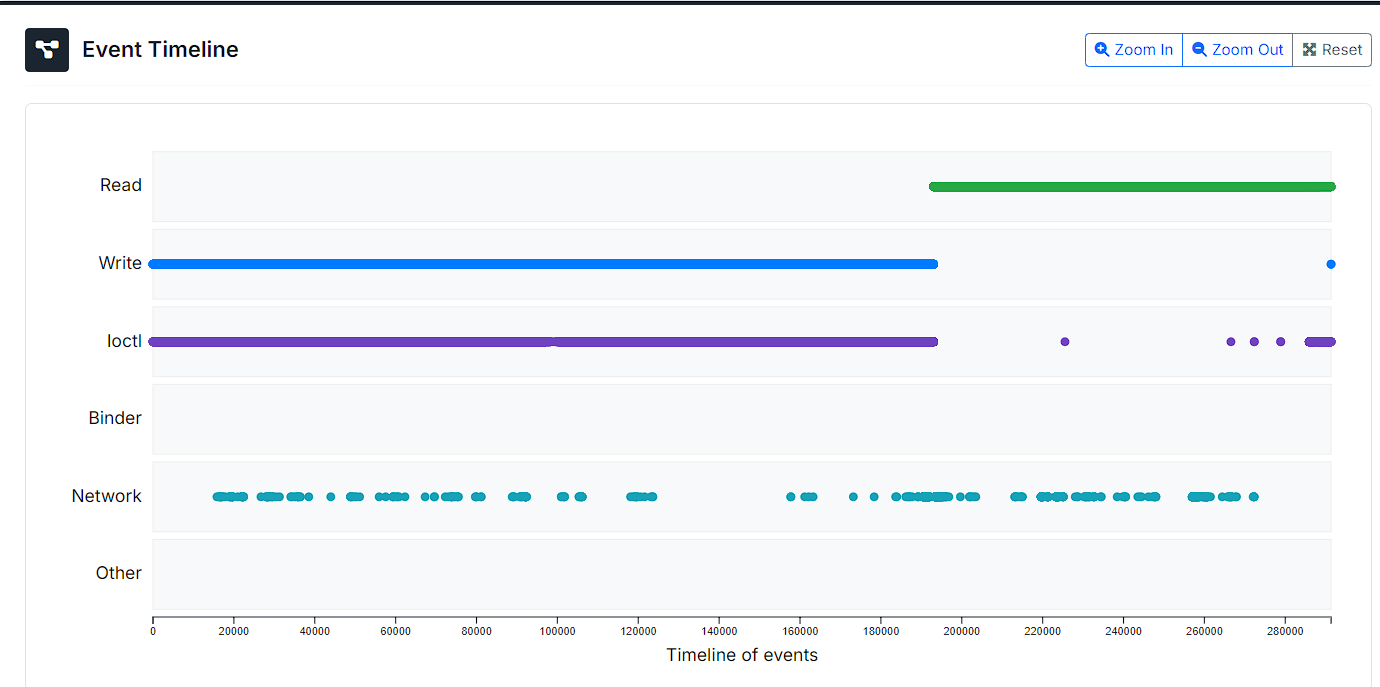 Event Timeline
Zoom In Zoom Out Reset
Read
Write
Ioctl
Binder
Network
Other
0 20000 40000 60000 80000 100000 120000 140000 160000 180000 200000 220000 240000 260000 280000
Timeline of events